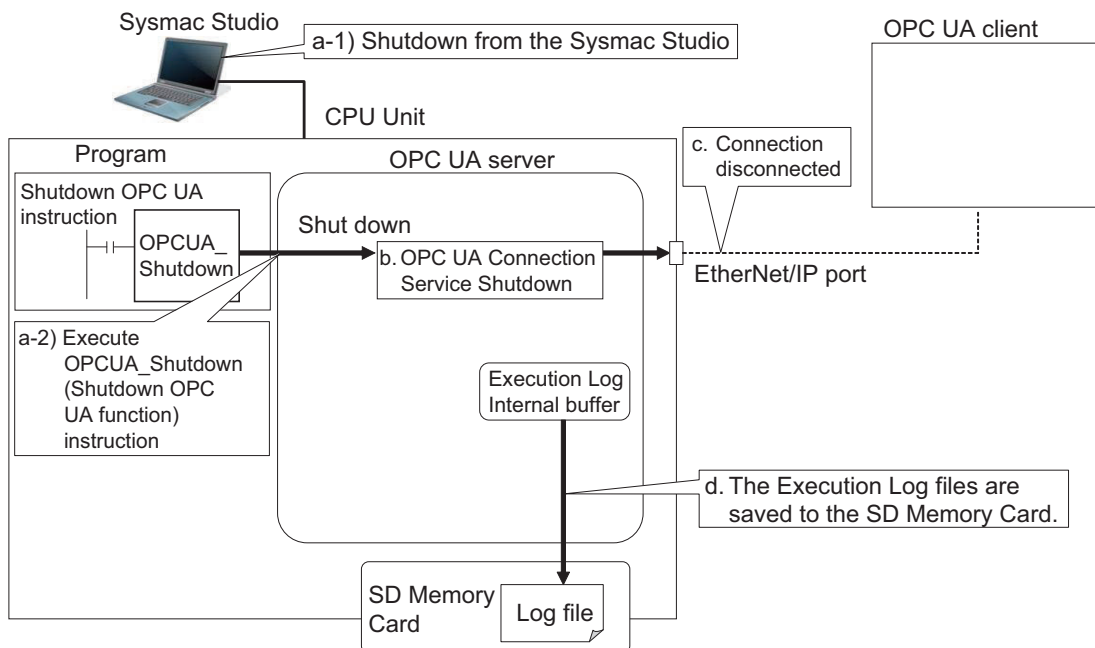 Sysmac Studio
a-1) Shutdown from the Sysmac Studio
OPC UA client
CPU Unit
Program
OPC UA server
c. Connection
disconnected
Shutdown OPC UA
instruction
OPCUA_
Shutdown
Shut down
b. OPC UA Connection
Service Shutdown
EtherNet/IP port
a-2) Execute
OPCUA_Shutdown
(Shutdown OPC
UA function)
instruction
Execution Log
Internal buffer
d. The Execution Log files are
saved to the SD Memory Card.
SD Memory
Card
Log file